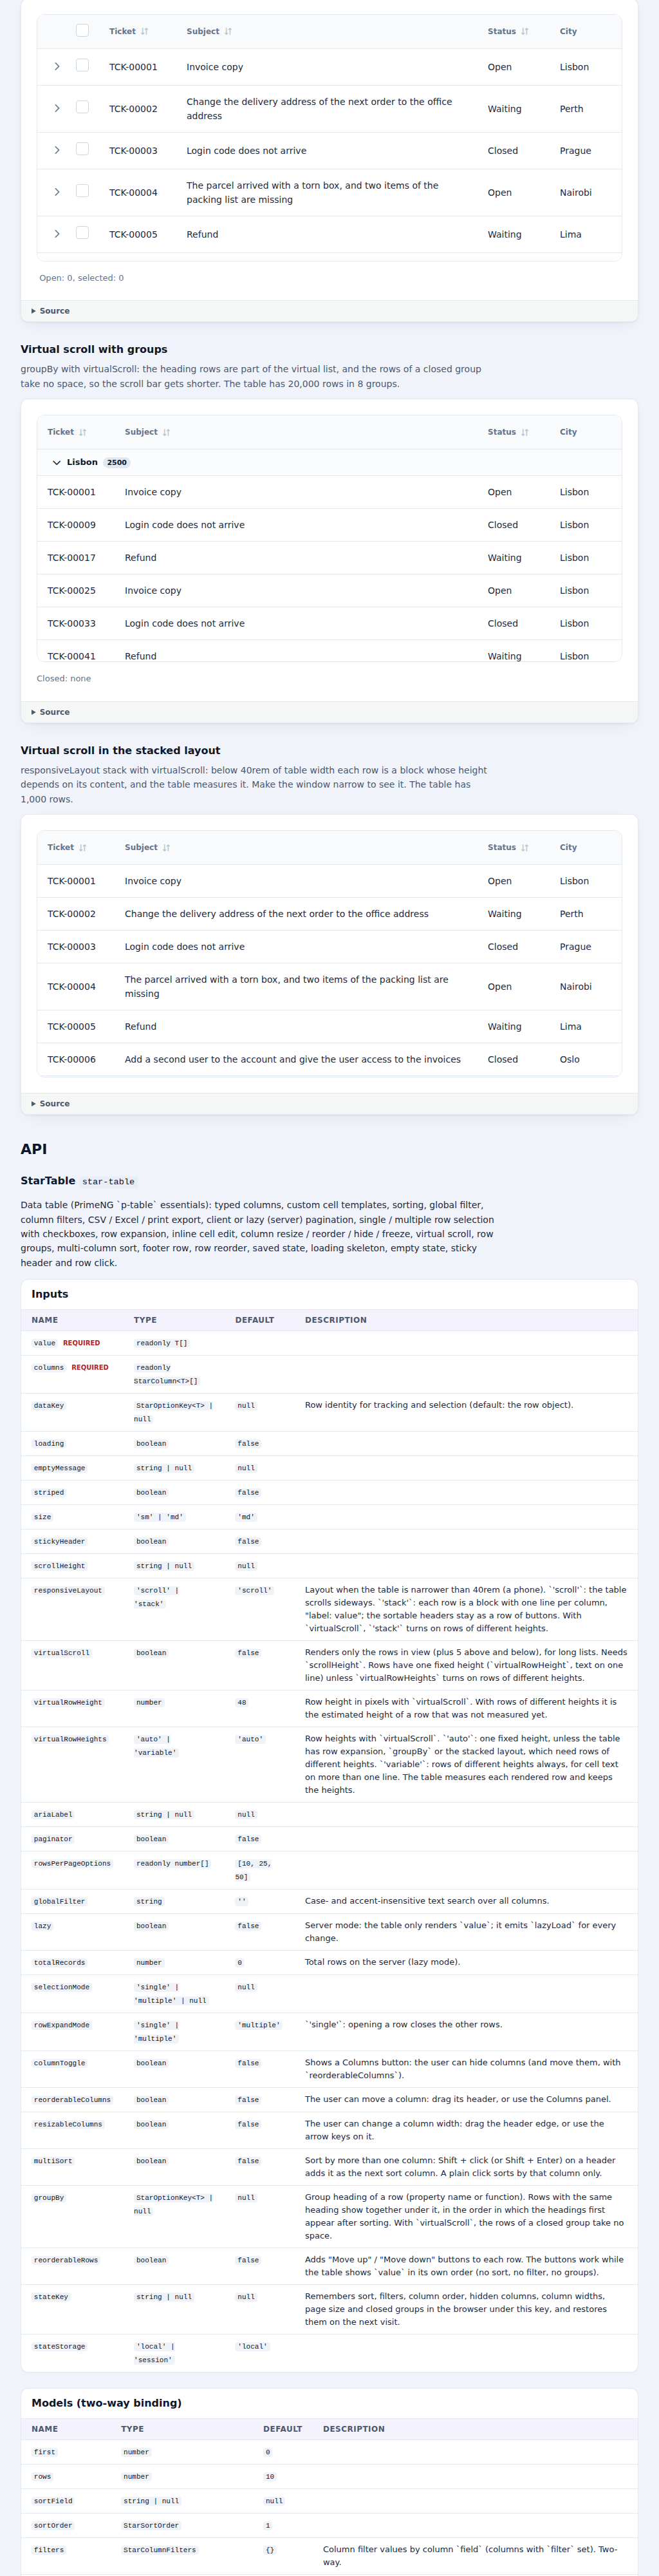 Ticket Subject Status City
TCK-00001 Invoice copy Open Lisbon
TCK-00002 Change the delivery address of the next order to the office address Waiting Perth
TCK-00003 Login code does not arrive Closed Prague
TCK-00004 The parcel arrived with a torn box, and two items of the packing list are missing Open Nairobi
TCK-00005 Refund Waiting Lima
Open: 0, selected: 0
Source
Virtual scroll with groups
groupBy with virtualScroll: the heading rows are part of the virtual list, and the rows of a closed group
take no space, so the scroll bar gets shorter. The table has 20,000 rows in 8 groups.
Ticket Subject Status City
Lisbon 2500
TCK-00001 Invoice copy Open Lisbon
TCK-00009 Login code does not arrive Closed Lisbon
TCK-00017 Refund Waiting Lisbon
TCK-00025 Invoice copy Open Lisbon
TCK-00033 Login code does not arrive Closed Lisbon
TCK-00041 Refund Waiting Lisbon
Closed: none
Source
Virtual scroll in the stacked layout
responsiveLayout stack with virtualScroll: below 40rem of table width each row is a block whose height
depends on its content, and the table measures it. Make the window narrow to see it. The table has
1,000 rows.
Ticket Subject Status City
TCK-00001 Invoice copy Open Lisbon
TCK-00002 Change the delivery address of the next order to the office address Waiting Perth
TCK-00003 Login code does not arrive Closed Prague
TCK-00004 The parcel arrived with a torn box, and two items of the packing list are missing Open Nairobi
TCK-00005 Refund Waiting Lima
TCK-00006 Add a second user to the account and give the user access to the invoices Closed Oslo
Source
API
StarTable star-table
Data table (PrimeNG `p-table` essentials): typed columns, custom cell templates, sorting, global filter,
column filters, CSV / Excel / print export, client or lazy (server) pagination, single / multiple row selection
with checkboxes, row expansion, inline cell edit, column resize / reorder / hide / freeze, virtual scroll, row
groups, multi-column sort, footer row, row reorder, saved state, loading skeleton, empty state, sticky
header and row click.
Inputs
NAME TYPE DEFAULT DESCRIPTION
value REQUIRED readonly T[]
columns REQUIRED readonly StarColumn<T>[]
dataKey StarOptionKey<T> | null null Row identity for tracking and selection (default: the row object).
loading boolean false
emptyMessage string | null null
striped boolean false
size 'sm' | 'md' 'md'
stickyHeader boolean false
scrollHeight string | null null
responsiveLayout 'scroll' | 'stack' 'scroll' Layout when the table is narrower than 40rem (a phone). `'scroll'`: the table
scrolls sideways. `'stack'`: each row is a block with one line per column,
"label: value"; the sortable headers stay as a row of buttons. With
`virtualScroll`, `'stack'` turns on rows of different heights.
virtualScroll boolean false Renders only the rows in view (plus 5 above and below), for long lists. Needs
`scrollHeight`. Rows have one fixed height (`virtualRowHeight`, text on one
line) unless `virtualRowHeights` turns on rows of different heights.
virtualRowHeight number 48 Row height in pixels with `virtualScroll`. With rows of different heights it is
the estimated height of a row that was not measured yet.
virtualRowHeights 'auto' | 'variable' 'auto' Row heights with `virtualScroll`. `'auto'`: one fixed height, unless the table
has row expansion, `groupBy` or the stacked layout, which need rows of
different heights. `'variable'`: rows of different heights always, for cell text
on more than one line. The table measures each rendered row and keeps
the heights.
ariaLabel string | null null
paginator boolean false
rowsPerPageOptions readonly number[] [10, 25, 50]
globalFilter string '' Case- and accent-insensitive text search over all columns.
lazy boolean false Server mode: the table only renders `value`; it emits `lazyLoad` for every
change.
totalRecords number 0 Total rows on the server (lazy mode).
selectionMode 'single' | 'multiple' | null null
rowExpandMode 'single' | 'multiple' 'multiple' `'single'`: opening a row closes the other rows.
columnToggle boolean false Shows a Columns button: the user can hide columns (and move them, with
`reorderableColumns`).
reorderableColumns boolean false The user can move a column: drag its header, or use the Columns panel.
resizableColumns boolean false The user can change a column width: drag the header edge, or use the
arrow keys on it.
multiSort boolean false Sort by more than one column: Shift + click (or Shift + Enter) on a header
adds it as the next sort column. A plain click sorts by that column only.
groupBy StarOptionKey<T> | null null Group heading of a row (property name or function). Rows with the same
heading show together under it, in the order in which the headings first
appear after sorting. With `virtualScroll`, the rows of a closed group take no
space.
reorderableRows boolean false Adds "Move up" / "Move down" buttons to each row. The buttons work while
the table shows `value` in its own order (no sort, no filter, no groups).
stateKey string | null null Remembers sort, filters, column order, hidden columns, column widths,
page size and closed groups in the browser under this key, and restores
them on the next visit.
stateStorage 'local' | 'session' 'local'
Models (two-way binding)
NAME TYPE DEFAULT DESCRIPTION
first number 0
rows number 10
sortField string | null null
sortOrder StarSortOrder 1
filters StarColumnFilters {} Column filter values by column `field` (columns with `filter` set). Two-
way.